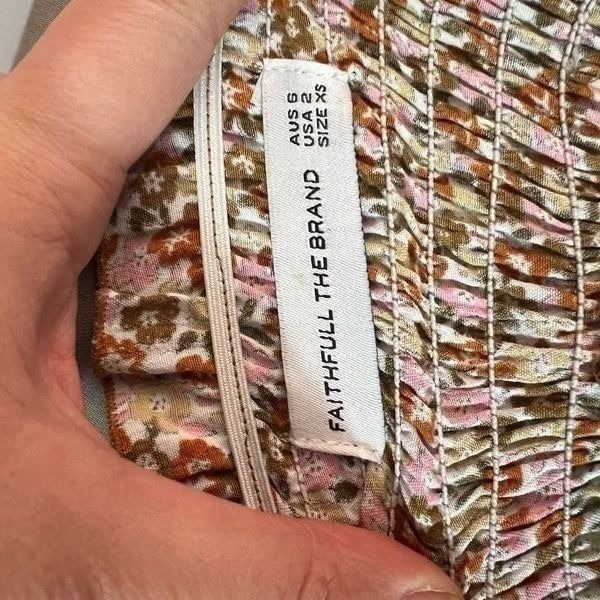 FAITHFULL THE BRAND
AUS 6
USA 2
SIZE XS